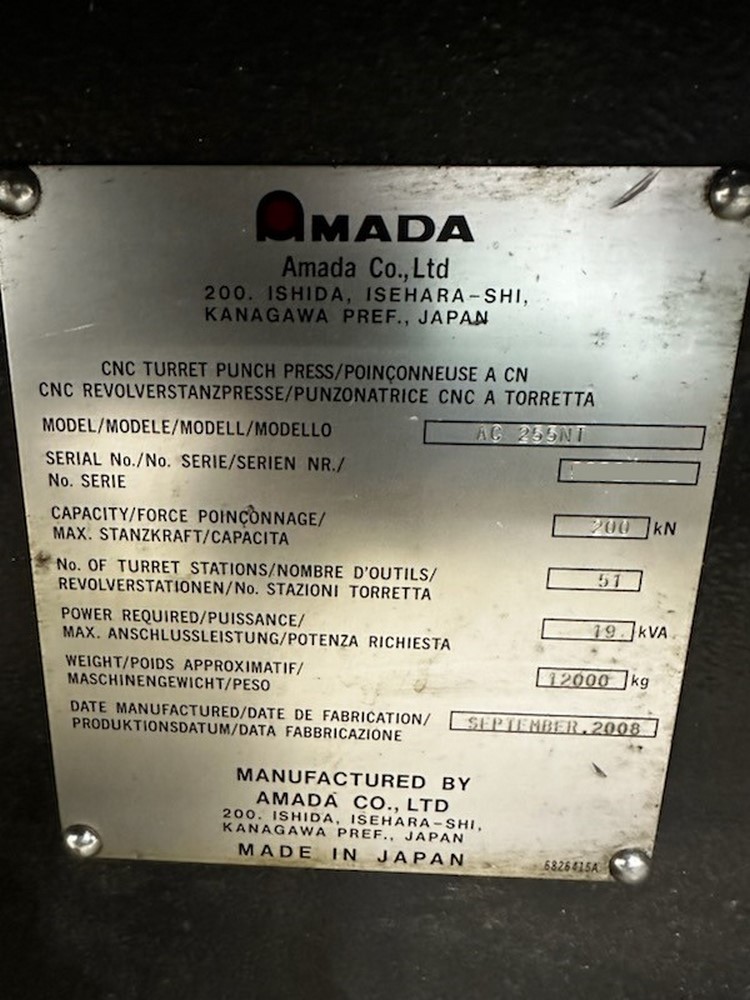 AMADA
Amada Co.,Ltd
200. ISHIDA, ISEHARA-SHI,
KANAGAWA PREF., JAPAN
CNC TURRET PUNCH PRESS/POINÇONNEUSE A CN
CNC REVOLVERSTANZPRESSE/PUNZONATRICE CNC A TORRETTA
MODEL/MODELE/MODELL/MODELLO AC 255NT
SERIAL No./No. SERIE/SERIEN NR./
No. SERIE
CAPACITY/FORCE POINÇONNAGE/
MAX. STANZKRAFT/CAPACITA 200 kN
No. OF TURRET STATIONS/NOMBRE D'OUTILS/
REVOLVERSTATIONEN/No. STAZIONI TORRETTA 51
POWER REQUIRED/PUISSANCE/
MAX. ANSCHLUSSLEISTUNG/POTENZA RICHIESTA 19. kVA
WEIGHT/POIDS APPROXIMATIF/
MASCHINENGEWICHT/PESO 12000 kg
DATE MANUFACTURED/DATE DE FABRICATION/
PRODUKTIONSDATUM/DATA FABBRICAZIONE SEPTEMBER.2008
MANUFACTURED BY
AMADA CO., LTD
200. ISHIDA, ISEHARA-SHI,
KANAGAWA PREF., JAPAN
MADE IN JAPAN
6826415A